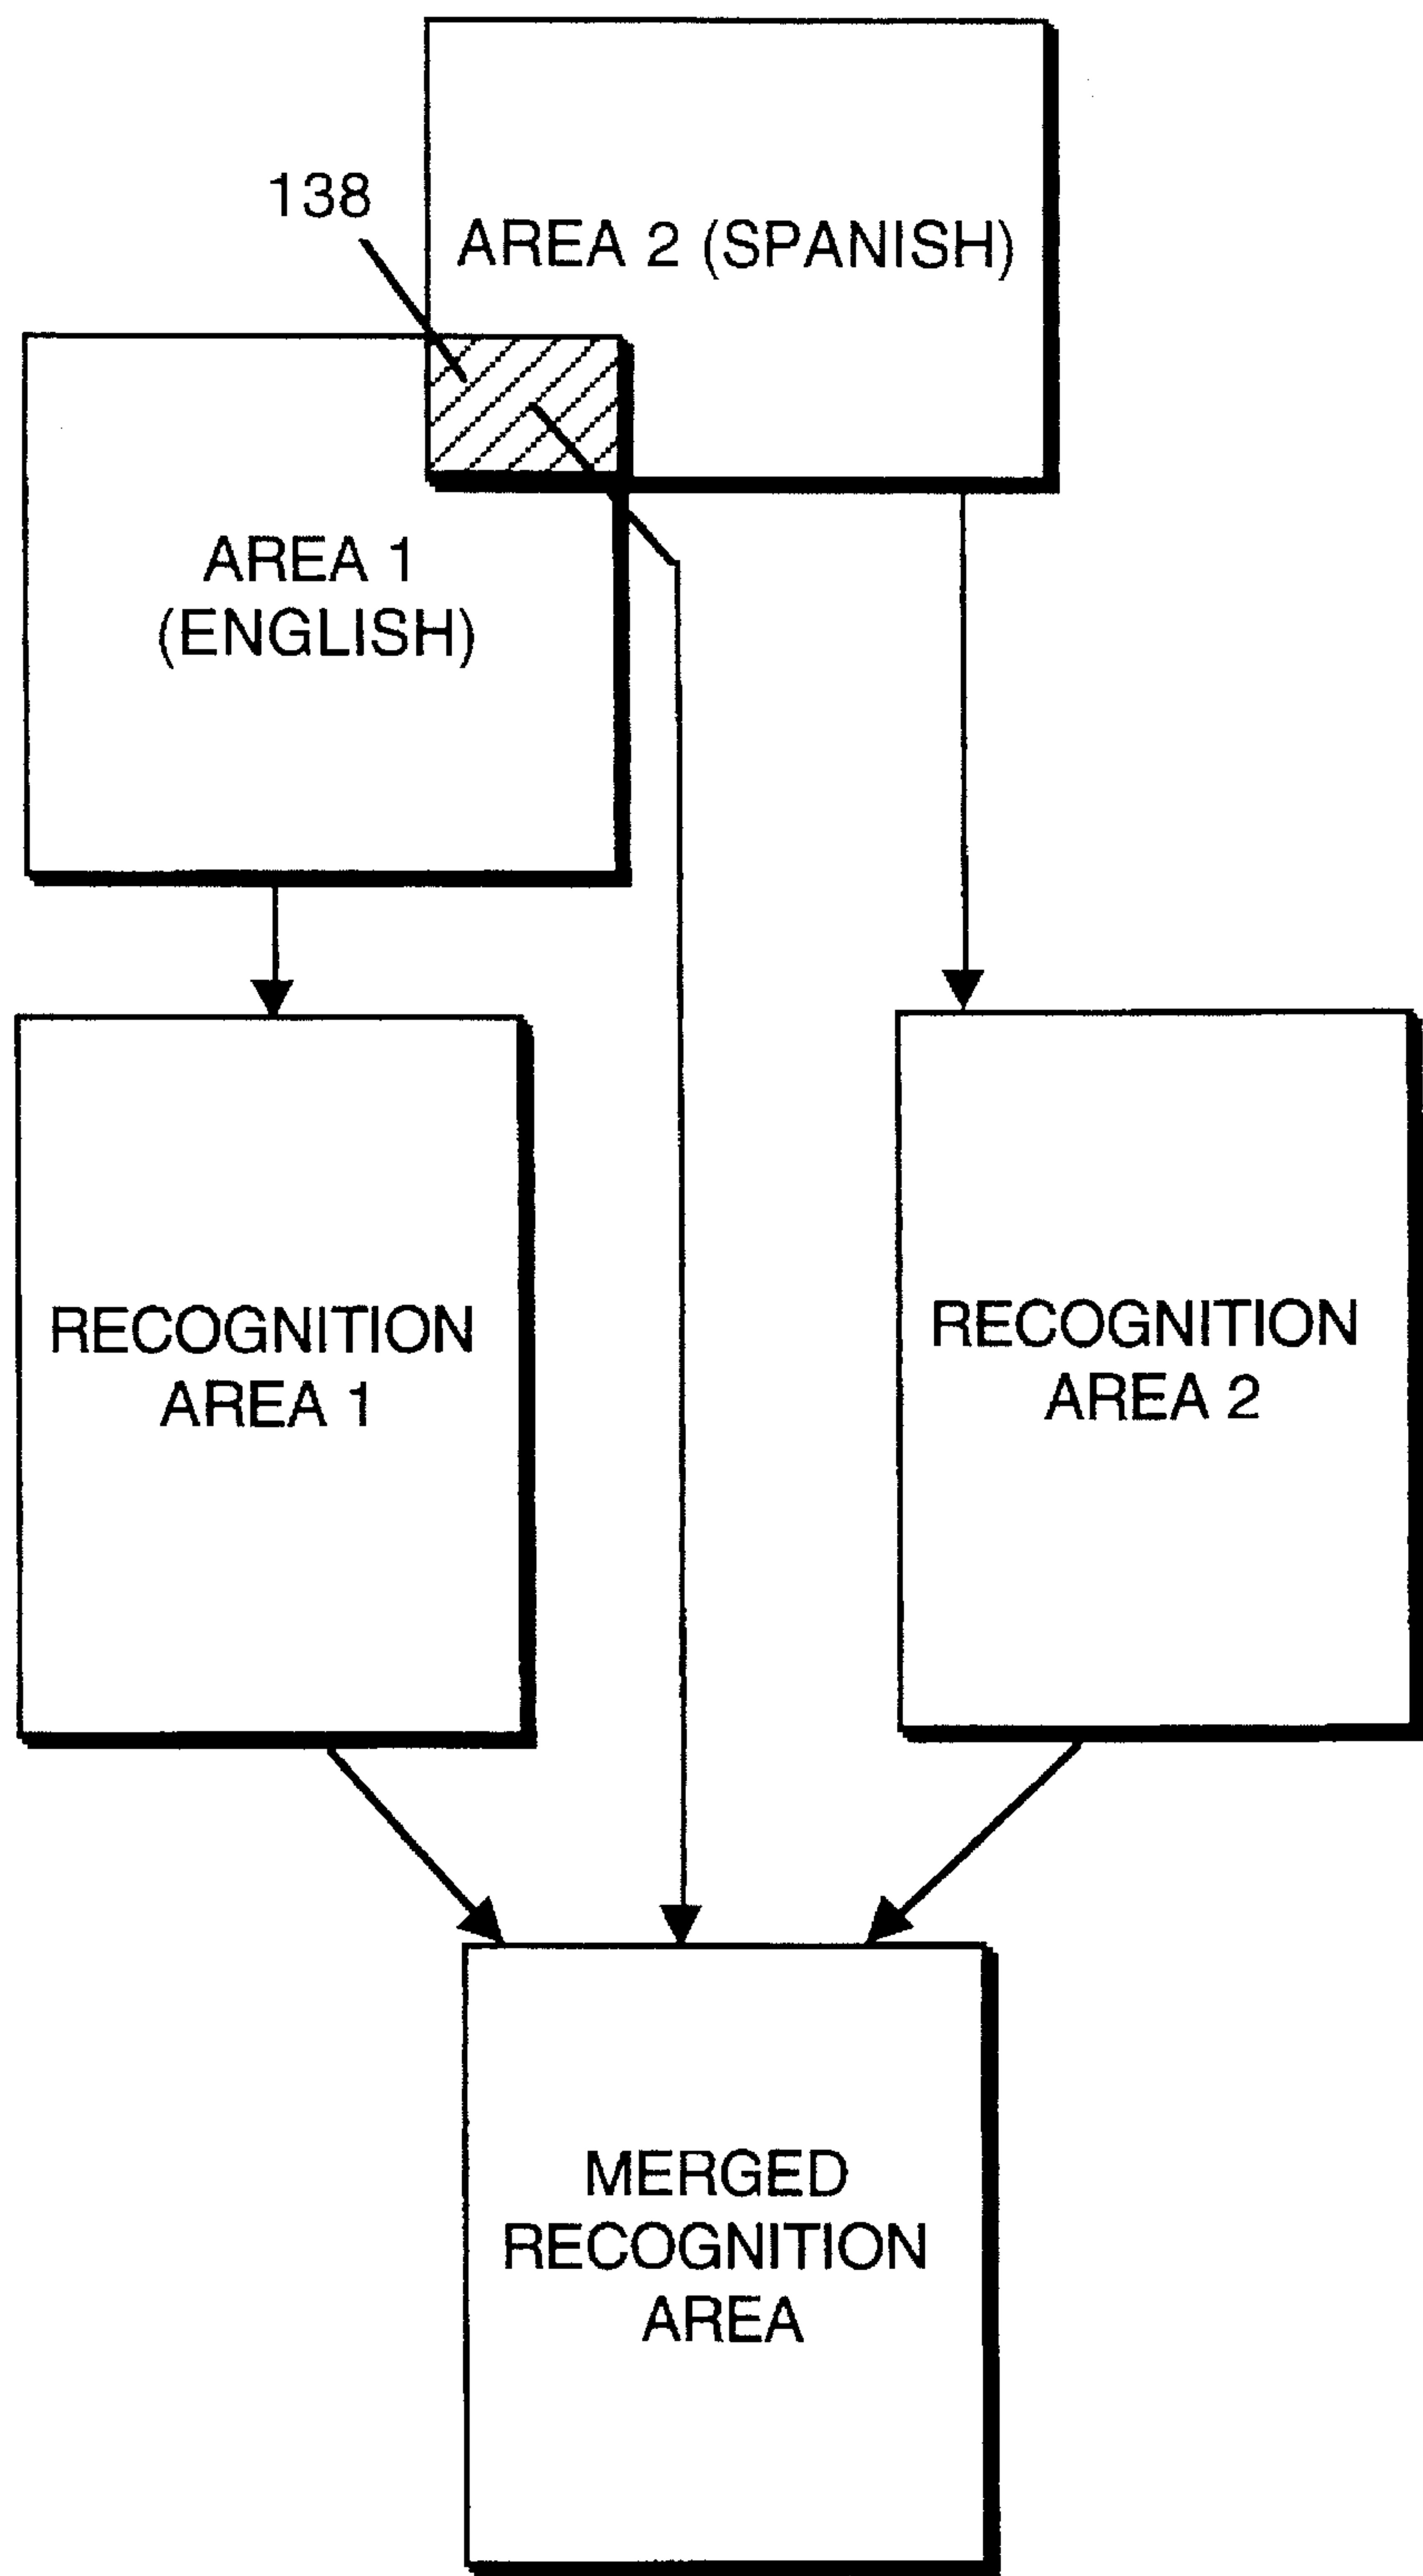 138
AREA 2 (SPANISH)
AREA 1
(ENGLISH)
RECOGNITION
AREA 1
RECOGNITION
AREA 2
MERGED
RECOGNITION
AREA